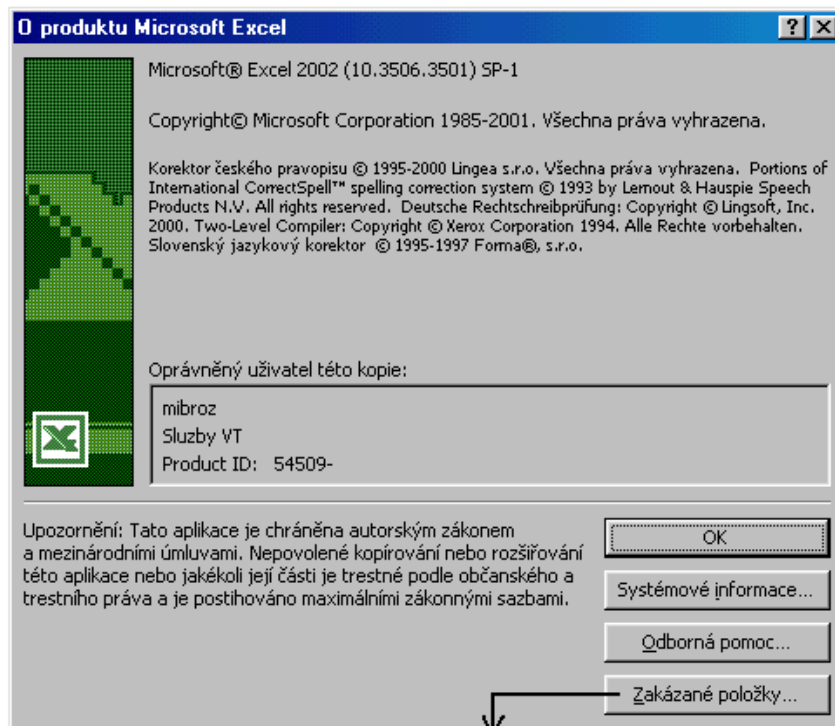 O produktu Microsoft Excel
Microsoft® Excel 2002 (10.3506.3501) SP-1
Copyright© Microsoft Corporation 1985-2001. Všechna práva vyhrazena.
Korektor českého pravopisu © 1995-2000 Lingea s.r.o. Všechna práva vyhrazena. Portions of
International CorrectSpell™ spelling correction system © 1993 by Lernout & Hauspie Speech
Products N.V. All rights reserved. Deutsche Rechtschreibprüfung: Copyright © Lingsoft, Inc.
2000. Two-Level Compiler: Copyright © Xerox Corporation 1994. Alle Rechte vorbehalten.
Slovenský jazykový korektor © 1995-1997 Forma®, s.r.o.
Oprávněný uživatel této kopie:
mibroz
Sluzby VT
Product ID: 54509-
Upozornění: Tato aplikace je chráněna autorským zákonem
a mezinárodními úmluvami. Nepovolené kopírování nebo rozšiřování
této aplikace nebo jakékoli její části je trestné podle občanského a
trestního práva a je postihováno maximálními zákonnými sazbami.
OK
Systémové informace...
Odborná pomoc...
Zakázané položky...